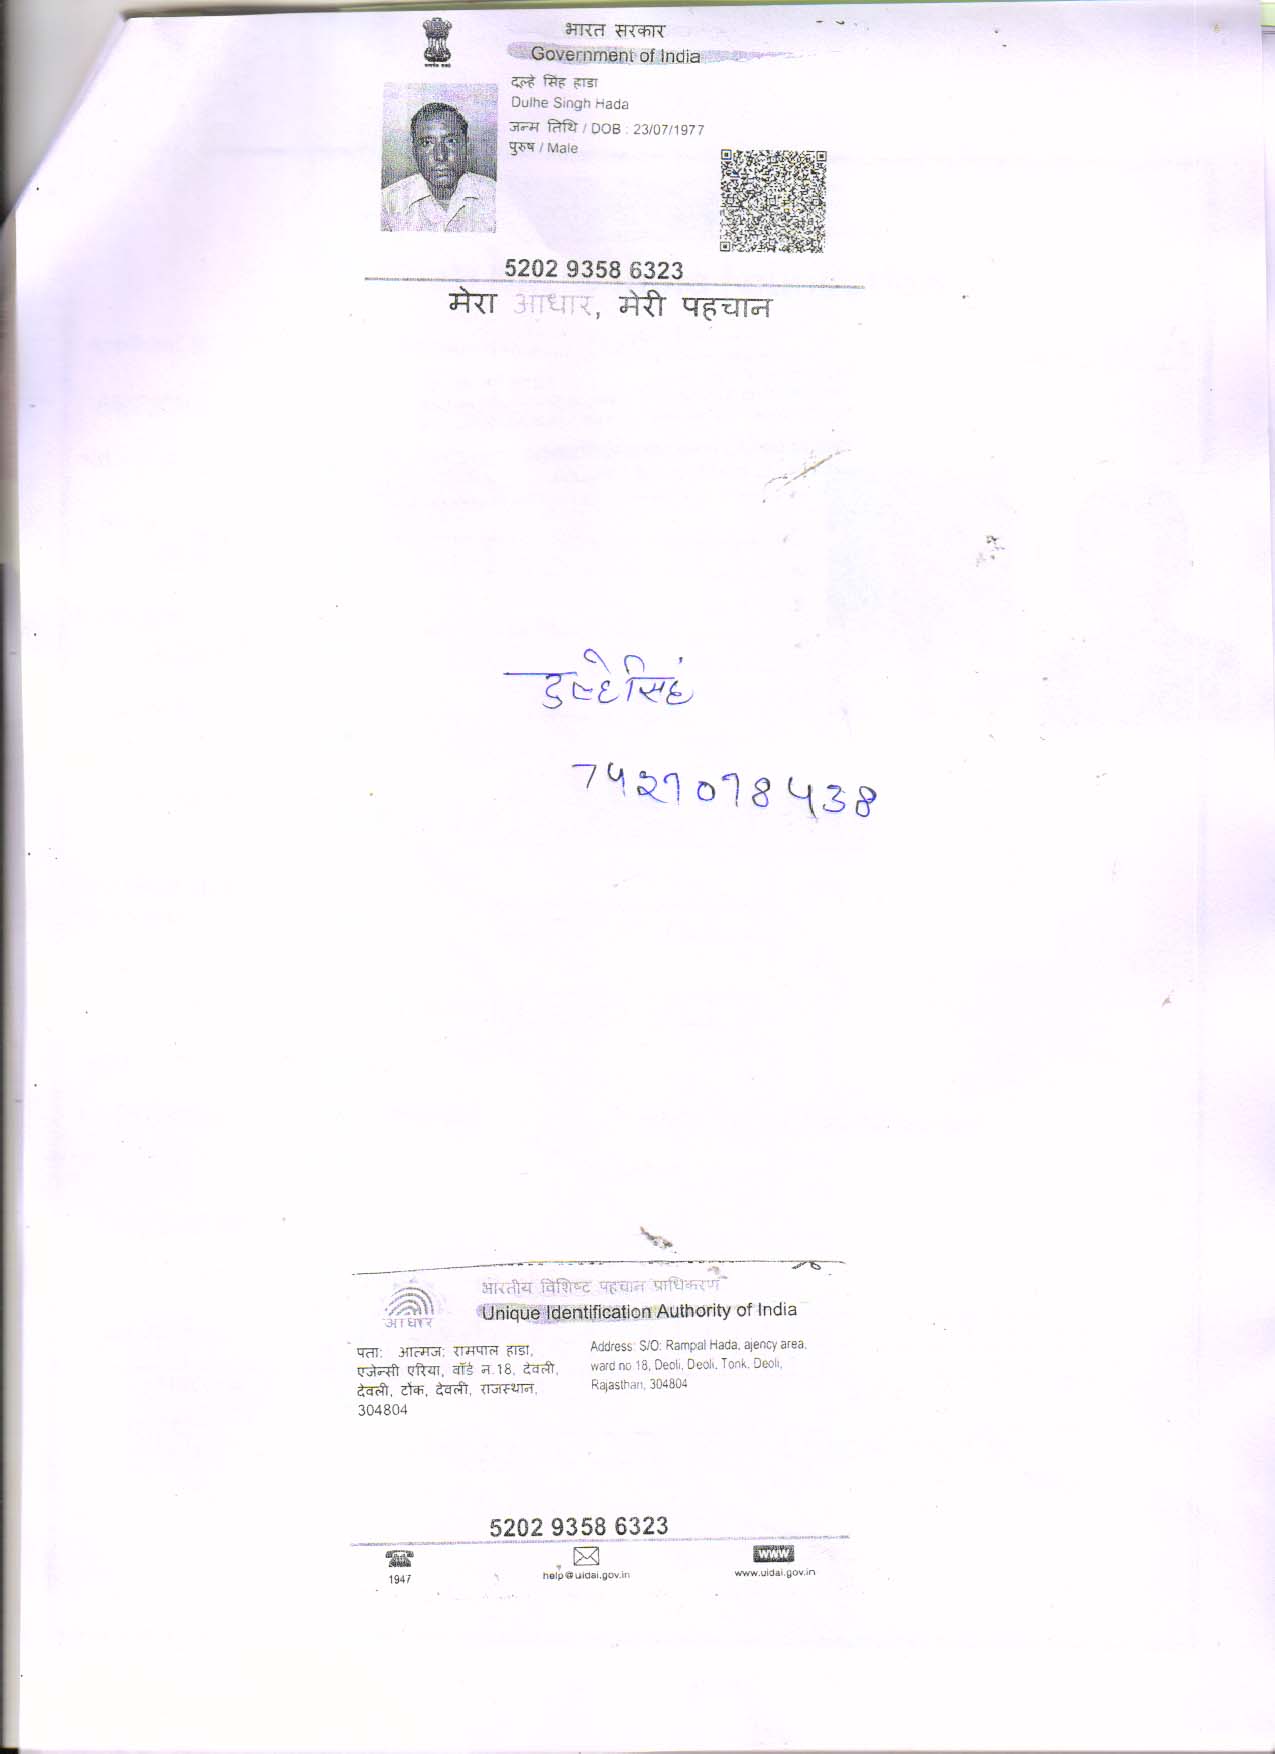 भारत सरकार
Government of India
दूल्हे सिंह हाडा
Dulhe Singh Hada
जन्म तिथि / DOB : 23/07/1977
पुरुष / Male
5202 9358 6323
मेरा आधार, मेरी पहचान
दुल्हेसिहं
भारतीय विशिष्ट पहचान प्राधिकरण
Unique Identification Authority of India
आधार
पता: आत्मज: रामपाल हाडा,
एजेन्सी एरिया, वॉर्ड न.18, देवली,
देवली, टोंक, देवली, राजस्थान,
304804
Address: S/O: Rampal Hada, ajency area,
ward no 18, Deoli, Deoli, Tonk, Deoli,
Rajasthan, 304804
5202 9358 6323
1947
help@uidai.gov.in
www
www.uidai.gov.in